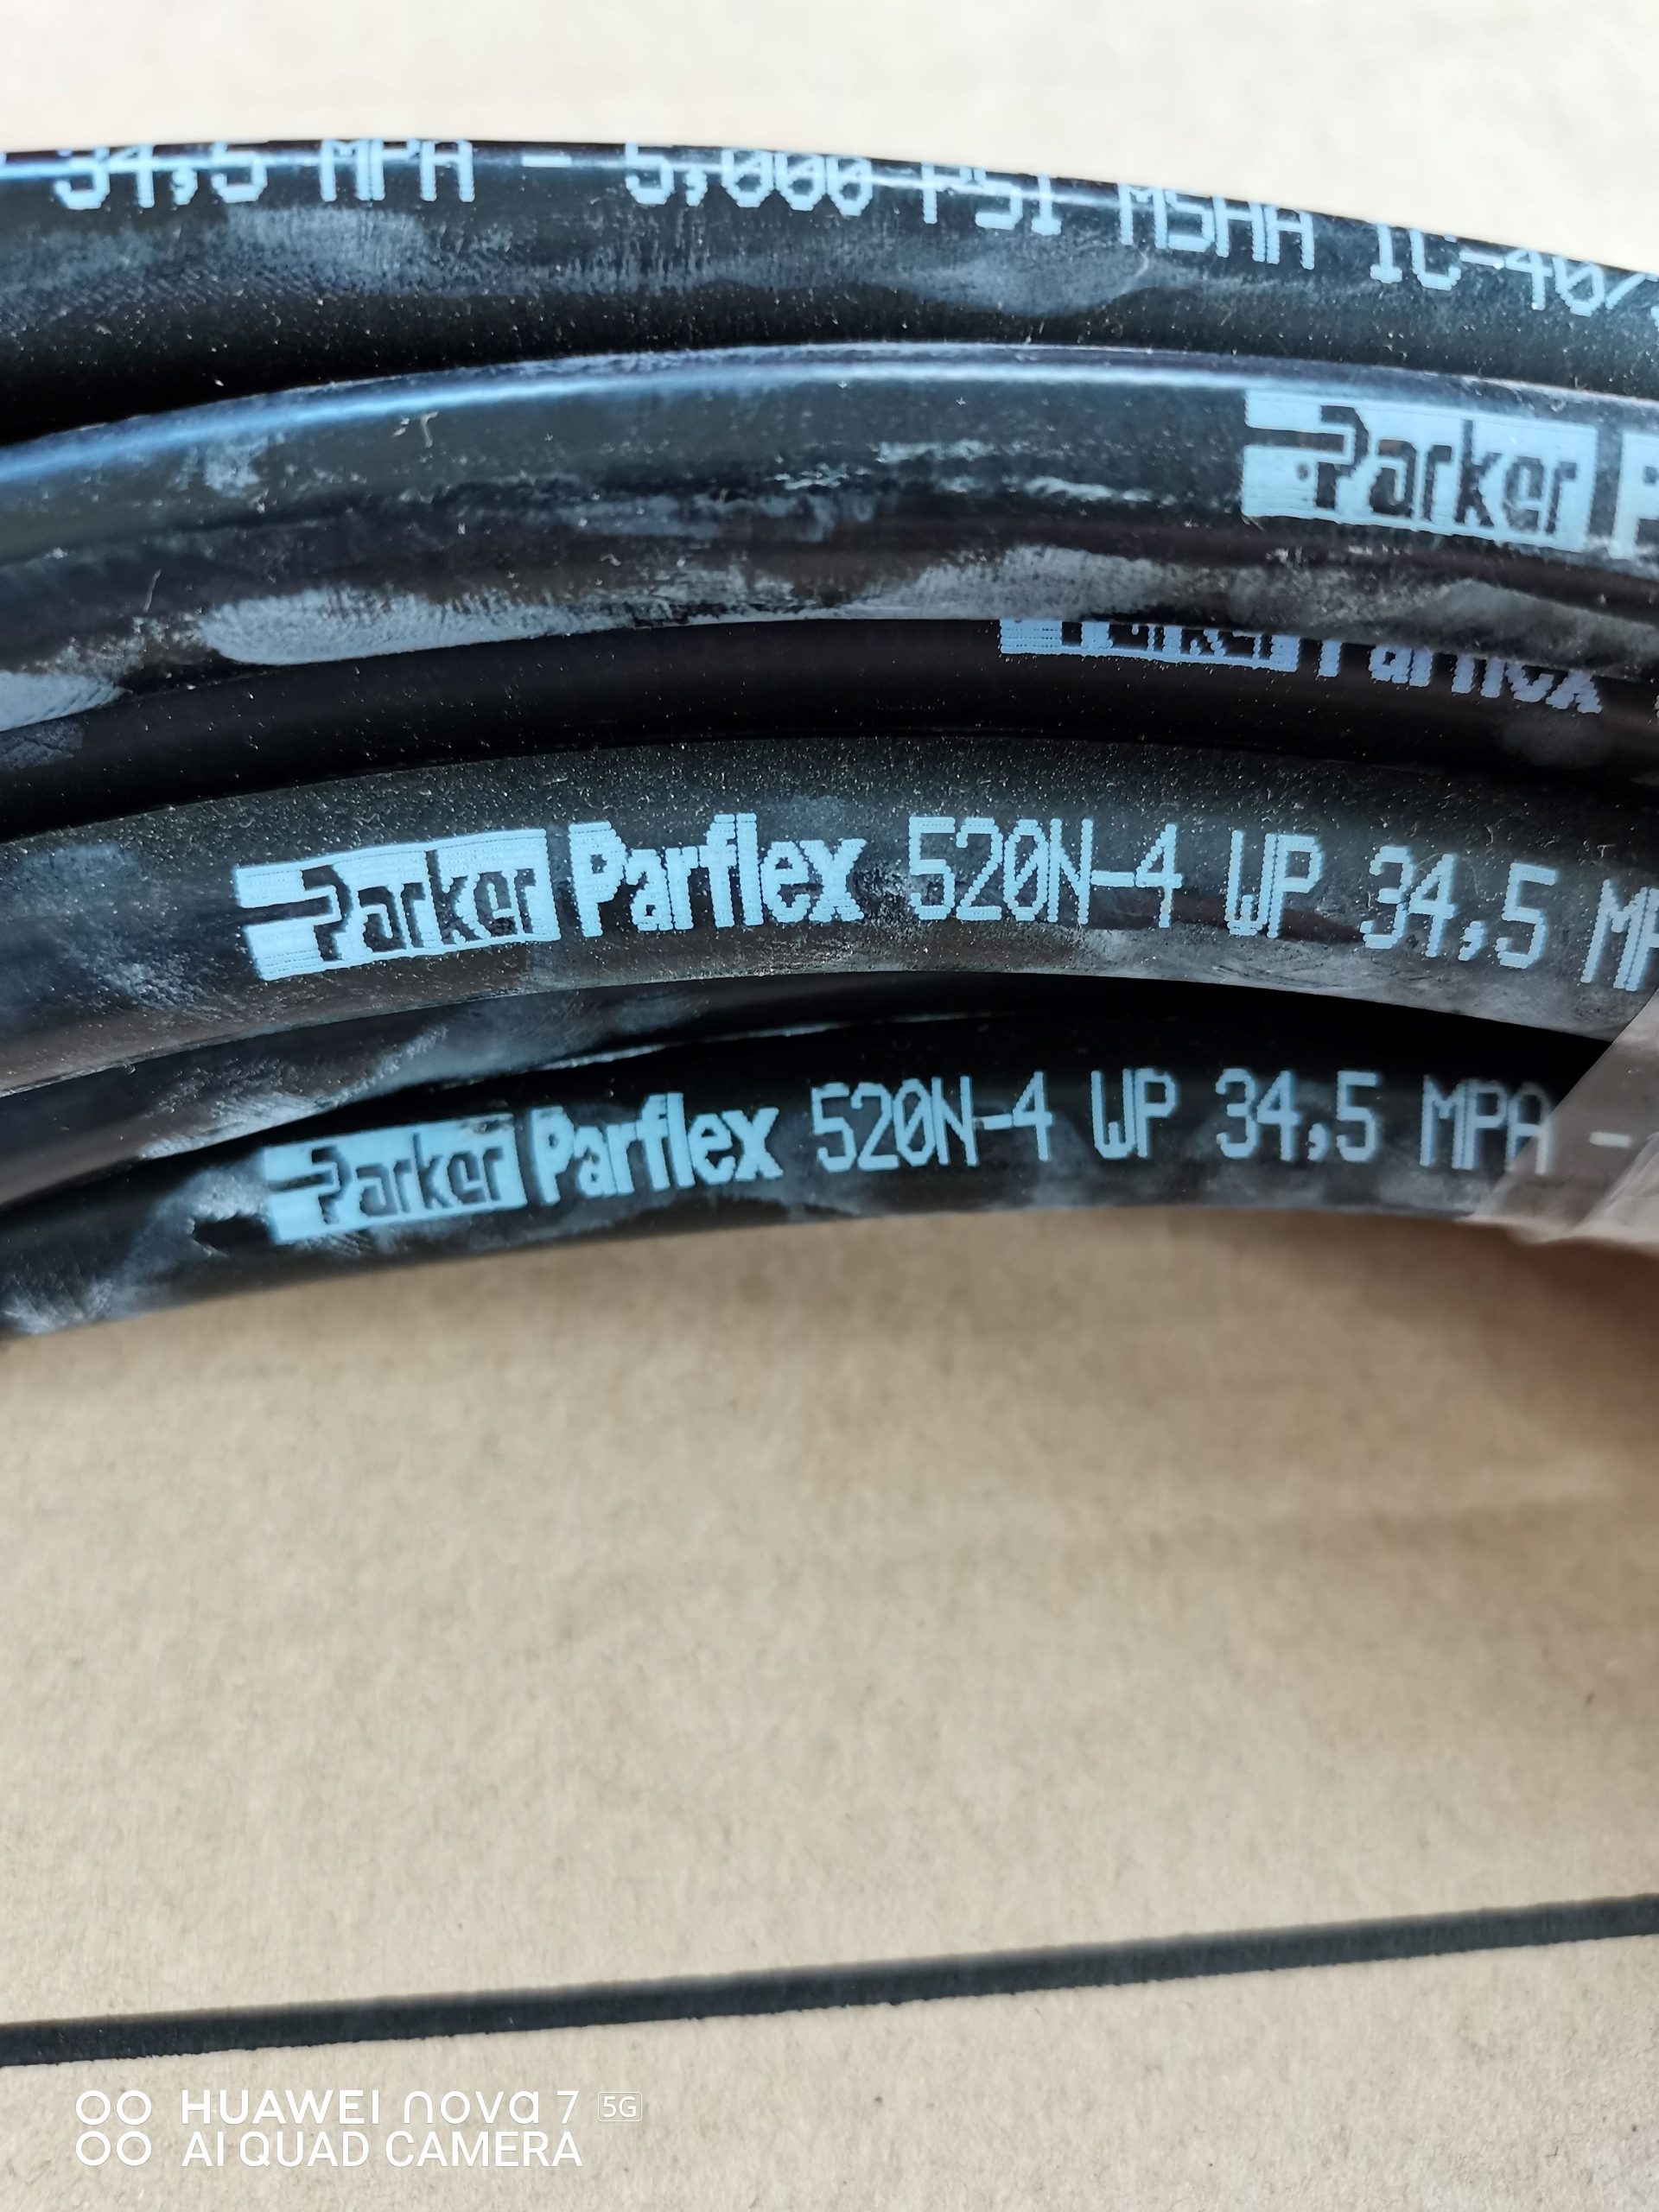 34,5 MPA - 5,000 PSI MSHA IC-40/
Parker
Parker Parflex
Parker Parflex 520N-4 WP 34,5
Parker Parflex 520N-4 WP 34,5 MPA -
HUAWEI nova 7 5G
AI QUAD CAMERA